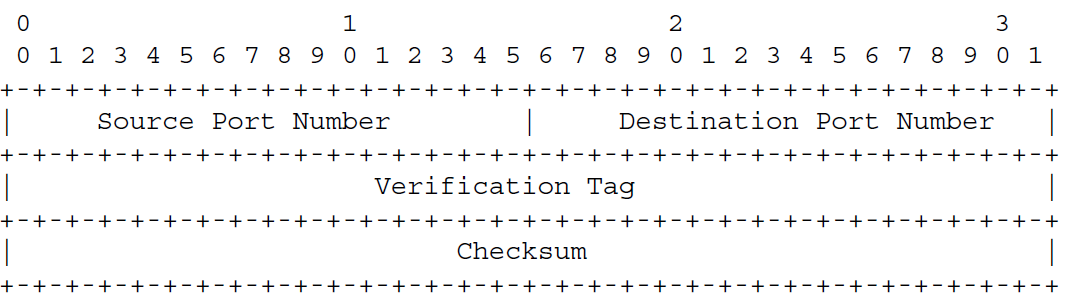 0                   1                   2                   3
 0 1 2 3 4 5 6 7 8 9 0 1 2 3 4 5 6 7 8 9 0 1 2 3 4 5 6 7 8 9 0 1
+-+-+-+-+-+-+-+-+-+-+-+-+-+-+-+-+-+-+-+-+-+-+-+-+-+-+-+-+-+-+-+-+
|     Source Port Number        |     Destination Port Number   |
+-+-+-+-+-+-+-+-+-+-+-+-+-+-+-+-+-+-+-+-+-+-+-+-+-+-+-+-+-+-+-+-+
|                      Verification Tag                         |
+-+-+-+-+-+-+-+-+-+-+-+-+-+-+-+-+-+-+-+-+-+-+-+-+-+-+-+-+-+-+-+-+
|                           Checksum                            |
+-+-+-+-+-+-+-+-+-+-+-+-+-+-+-+-+-+-+-+-+-+-+-+-+-+-+-+-+-+-+-+-+